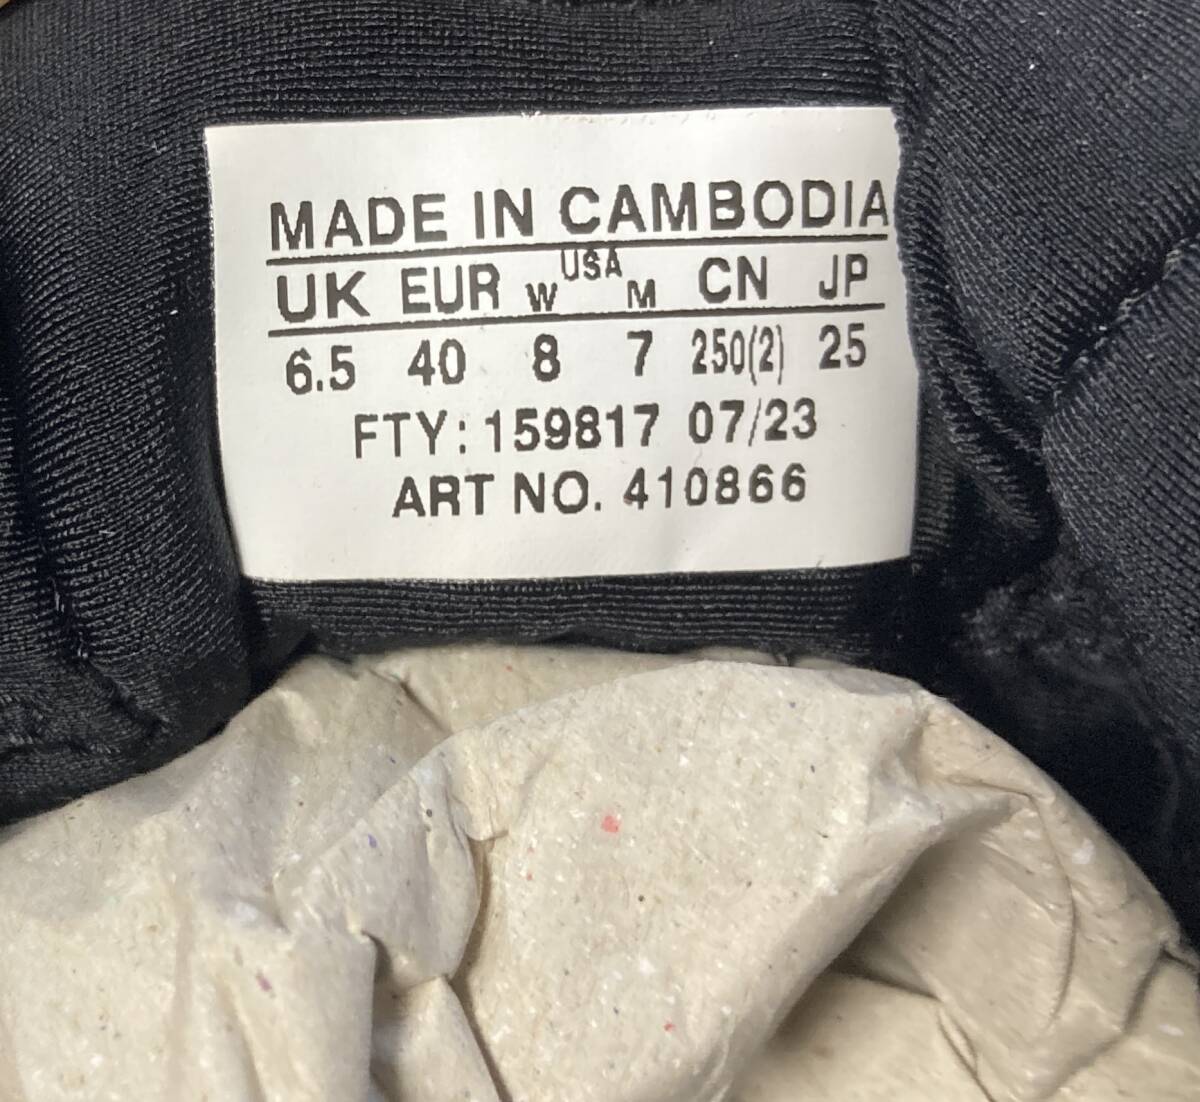 MADE IN CAMBODIA
UK EUR W USA M CN JP
6.5 40 8 7 250(2) 25
FTY: 159817 07/23
ART NO. 410866